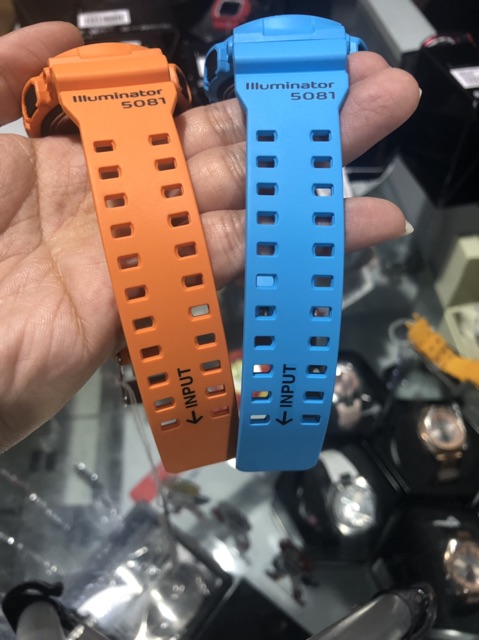 Illuminator
5081
Illuminator
5081
← INPUT
← INPUT